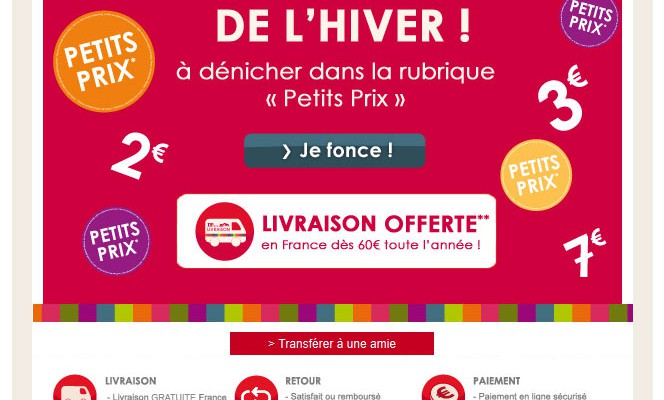 DE L'HIVER !
PETITS
PRIX*
PETITS
PRIX*
à dénicher dans la rubrique
« Petits Prix »
3€
2€
❯ Je fonce !
PETITS
PRIX*
LIVRAISON
LIVRAISON OFFERTE**
en France dès 60€ toute l'année !
PETITS
PRIX*
7€
> Transférer à une amie
LIVRAISON
- Livraison GRATUITE France
RETOUR
- Satisfait ou remboursé
€
PAIEMENT
- Paiement en ligne sécurisé